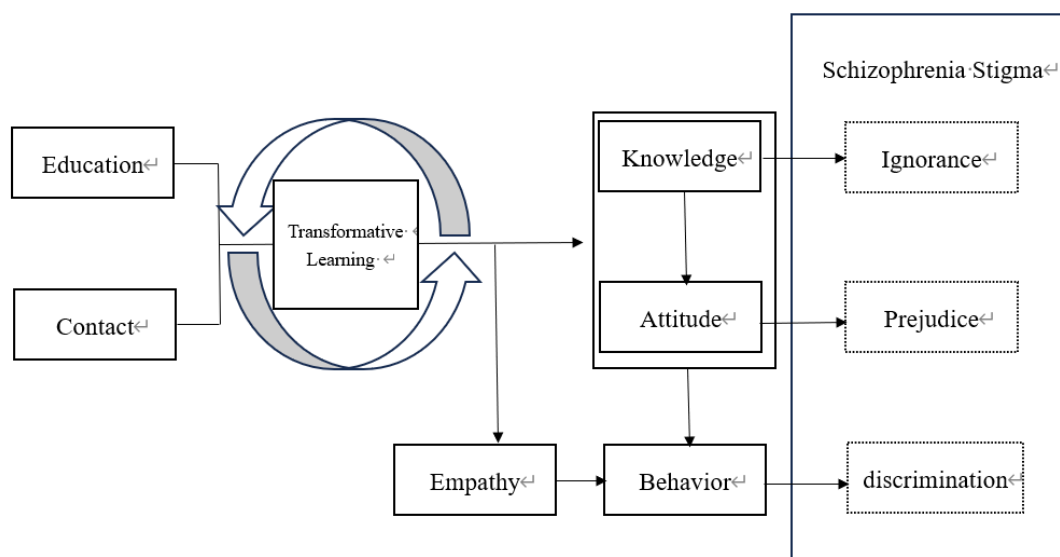 Schizophrenia Stigma
Education
Knowledge
Ignorance
Transformative
Learning
Contact
Attitude
Prejudice
Empathy
Behavior
discrimination